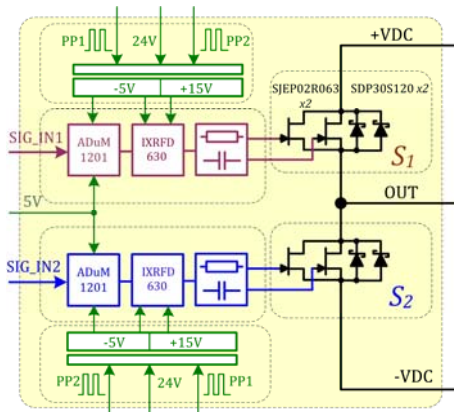 PP1
24V
PP2
+VDC
-5V
+15V
SJEP02R063
x2
SDP30S120 x2
SIG_IN1
ADuM
1201
IXRFD
630
S1
5V
OUT
SIG_IN2
ADuM
1201
IXRFD
630
S2
-5V
+15V
PP2
24V
PP1
-VDC